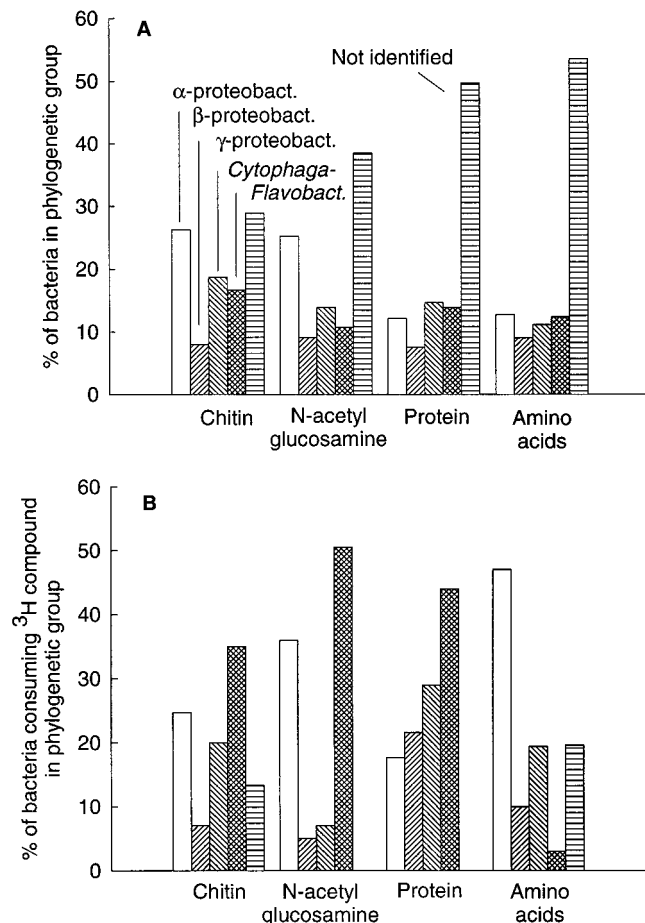 A
60
50
40
30
20
10
0
% of bacteria in phylogenetic group
Not identified
α-proteobact.
β-proteobact.
γ-proteobact.
Cytophaga-
Flavobact.
Chitin
N-acetyl
glucosamine
Protein
Amino
acids
B
50
40
30
20
10
0
% of bacteria consuming ³H compound
in phylogenetic group
Chitin
N-acetyl
glucosamine
Protein
Amino
acids